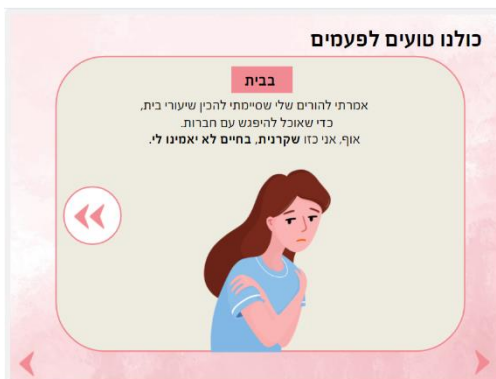 כולנו טועים לפעמים
בבית
אמרתי להורים שלי שסיימתי להכין שיעורי בית,
כדי שאוכל להיפגש עם חברות.
אוף, אני כזו שקרנית, בחיים לא יאמינו לי.